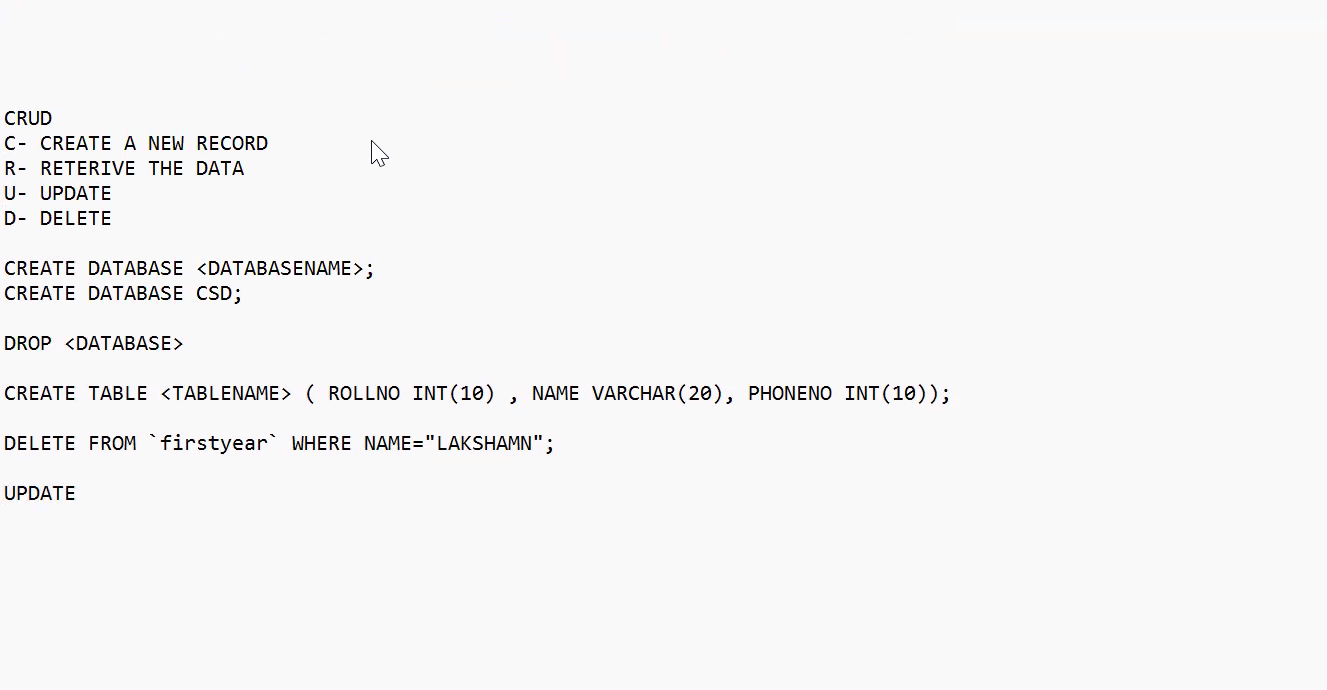 CRUD
C- CREATE A NEW RECORD
R- RETERIVE THE DATA
U- UPDATE
D- DELETE
CREATE DATABASE <DATABASENAME>;
CREATE DATABASE CSD;
DROP <DATABASE>
CREATE TABLE <TABLENAME> ( ROLLNO INT(10) , NAME VARCHAR(20), PHONENO INT(10));
DELETE FROM `firstyear` WHERE NAME="LAKSHAMN";
UPDATE